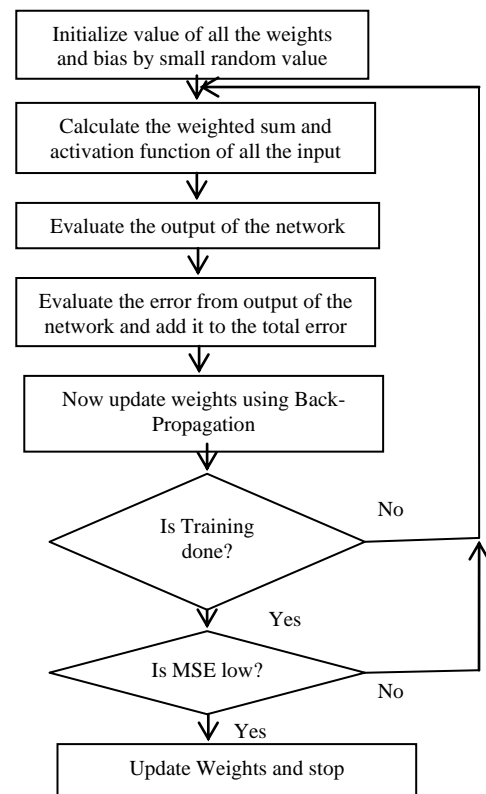 Initialize value of all the weights
and bias by small random value
Calculate the weighted sum and
activation function of all the input
Evaluate the output of the network
Evaluate the error from output of the
network and add it to the total error
Now update weights using Back-
Propagation
Is Training
done?
No
Yes
Is MSE low?
No
Yes
Update Weights and stop